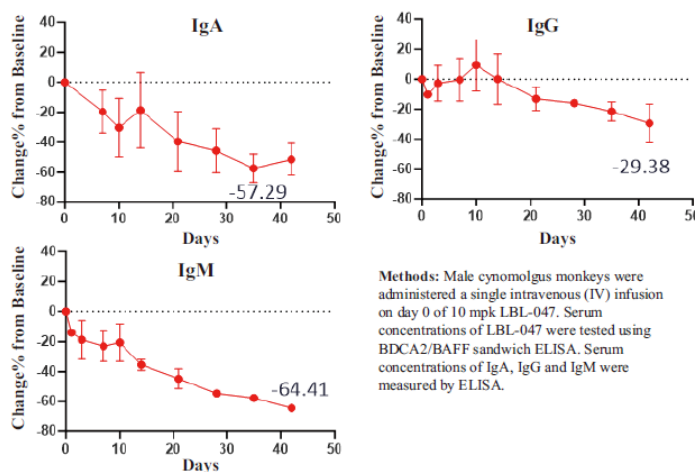 IgA
Change% from Baseline
40
20
0
-20
-40
-60
-80
-57.29
0
10
20
30
40
50
Days
IgG
Change% from Baseline
40
20
0
-20
-40
-60
-80
-29.38
0
10
20
30
40
50
Days
IgM
Change% from Baseline
40
20
0
-20
-40
-60
-80
-64.41
0
10
20
30
40
50
Days
Methods: Male cynomolgus monkeys were
administered a single intravenous (IV) infusion
on day 0 of 10 mpk LBL-047. Serum
concentrations of LBL-047 were tested using
BDCA2/BAFF sandwich ELISA. Serum
concentrations of IgA, IgG and IgM were
measured by ELISA.